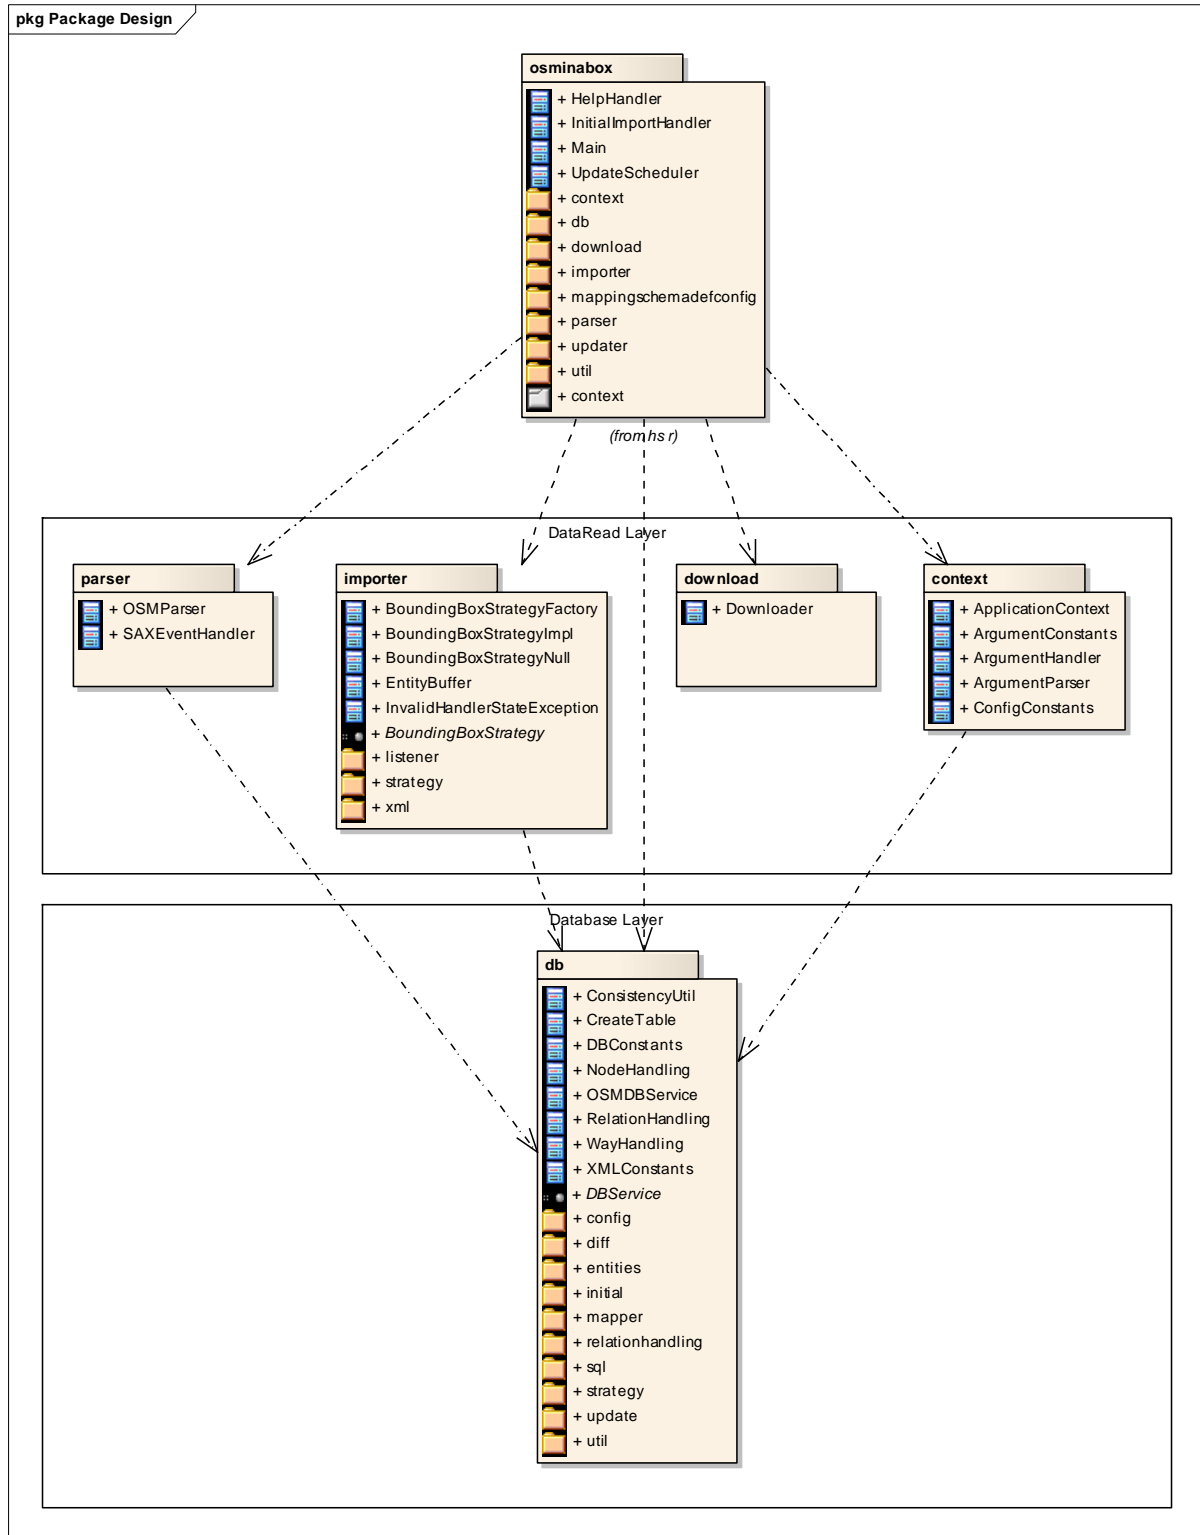 pkg Package Design
osminabox
+ HelpHandler
+ InitialImportHandler
+ Main
+ UpdateScheduler
+ context
+ db
+ download
+ importer
+ mappingschemadefconfig
+ parser
+ updater
+ util
+ context
(from hsr)
DataRead Layer
parser
+ OSMParser
+ SAXEventHandler
importer
+ BoundingBoxStrategyFactory
+ BoundingBoxStrategyImpl
+ BoundingBoxStrategyNull
+ EntityBuffer
+ InvalidHandlerStateException
+ BoundingBoxStrategy
+ listener
+ strategy
+ xml
download
+ Downloader
context
+ ApplicationContext
+ ArgumentConstants
+ ArgumentHandler
+ ArgumentParser
+ ConfigConstants
Database Layer
db
+ ConsistencyUtil
+ CreateTable
+ DBConstants
+ NodeHandling
+ OSMDBService
+ RelationHandling
+ WayHandling
+ XMLConstants
+ DBService
+ config
+ diff
+ entities
+ initial
+ mapper
+ relationhandling
+ sql
+ strategy
+ update
+ util